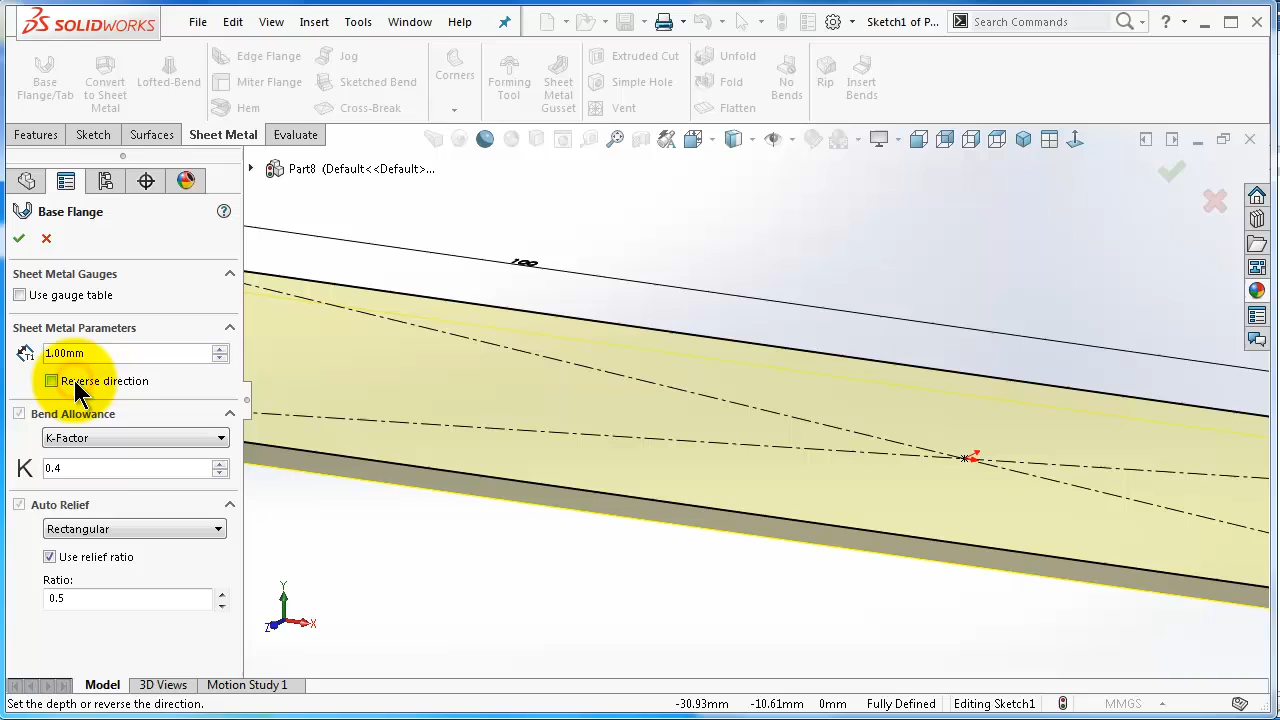 SOLIDWORKS File Edit View Insert Tools Window Help Sketch1 of P... Search Commands ?
Base Flange/Tab Convert to Sheet Metal Lofted-Bend Edge Flange Miter Flange Hem Jog Sketched Bend Cross-Break Corners Forming Tool Sheet Metal Gusset Extruded Cut Simple Hole Vent Unfold Fold Flatten No Bends Rip Insert Bends
Features Sketch Surfaces Sheet Metal Evaluate
Part8 (Default<<Default>...
Base Flange ?
Sheet Metal Gauges
Use gauge table
Sheet Metal Parameters
T1 1.00mm
Reverse direction
Bend Allowance
K-Factor
K 0.4
Auto Relief
Rectangular
Use relief ratio
Ratio:
0.5
100
Y
Z X
Model 3D Views Motion Study 1
Set the depth or reverse the direction. -30.93mm -10.61mm 0mm Fully Defined Editing Sketch1 MMGS